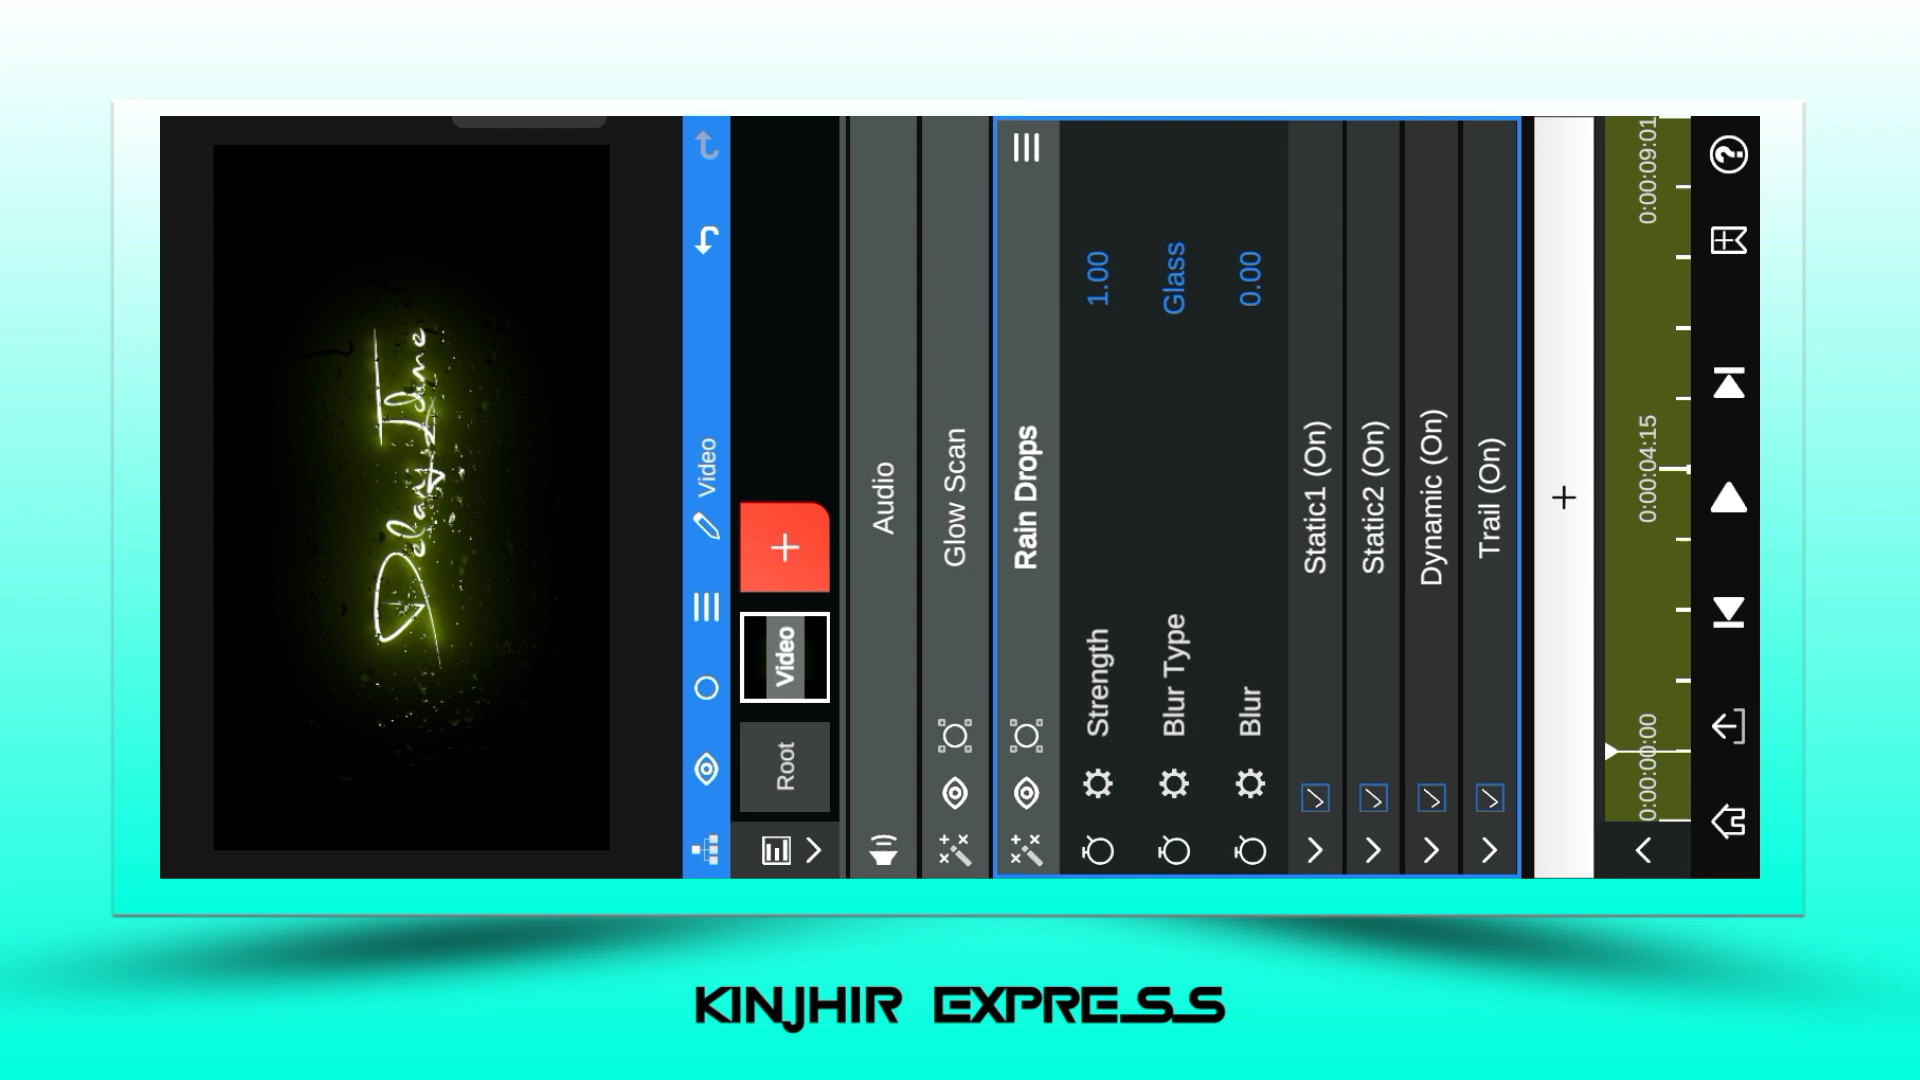 Video
Root
Video
Audio
Glow Scan
Rain Drops
Strength 1.00
Blur Type Glass
Blur 0.00
Static1 (On)
Static2 (On)
Dynamic (On)
Trail (On)
0:00:00:00 0:00:04:15 0:00:09:01
KINJHIR EXPRESS